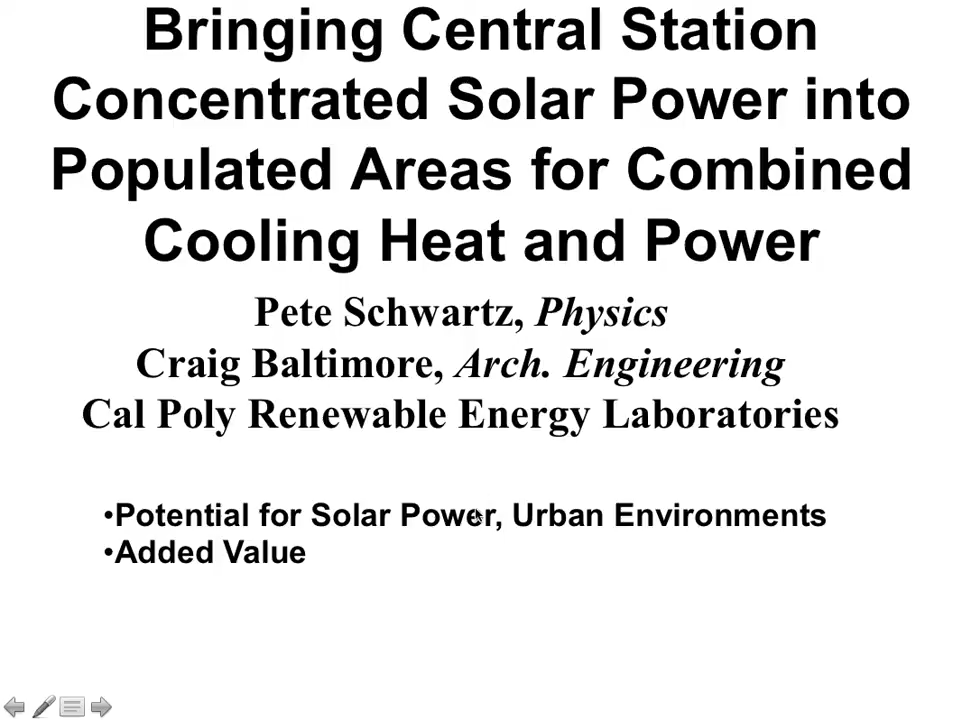 Bringing Central Station
Concentrated Solar Power into
Populated Areas for Combined
Cooling Heat and Power
Pete Schwartz, Physics
Craig Baltimore, Arch. Engineering
Cal Poly Renewable Energy Laboratories
•Potential for Solar Power, Urban Environments
•Added Value